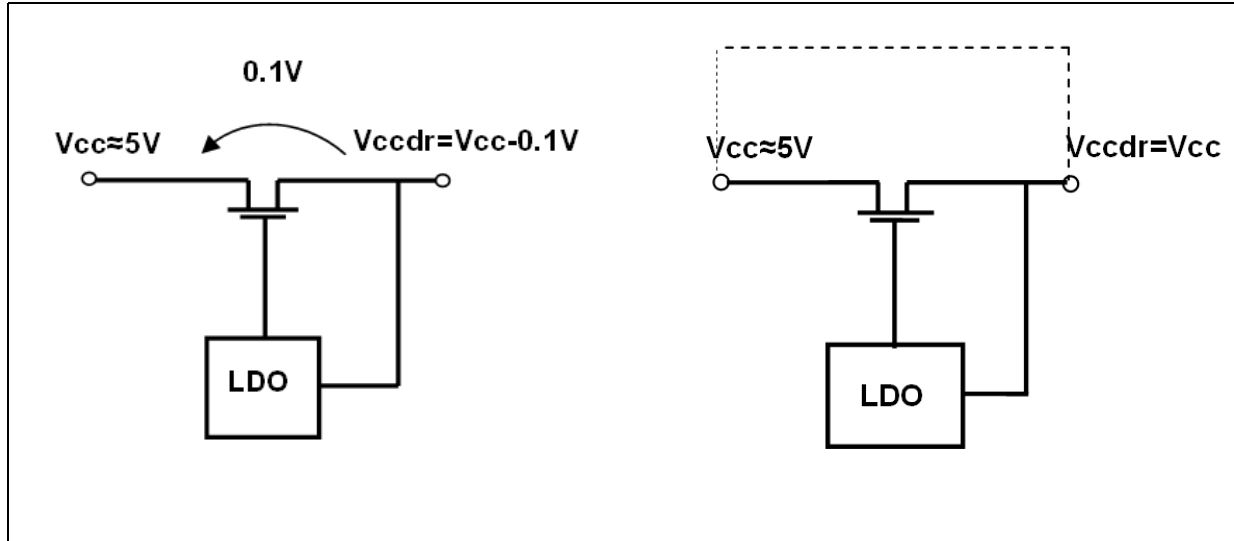 0.1V
Vcc≈5V
Vccdr=Vcc-0.1V
LDO
Vcc≈5V
Vccdr=Vcc
LDO